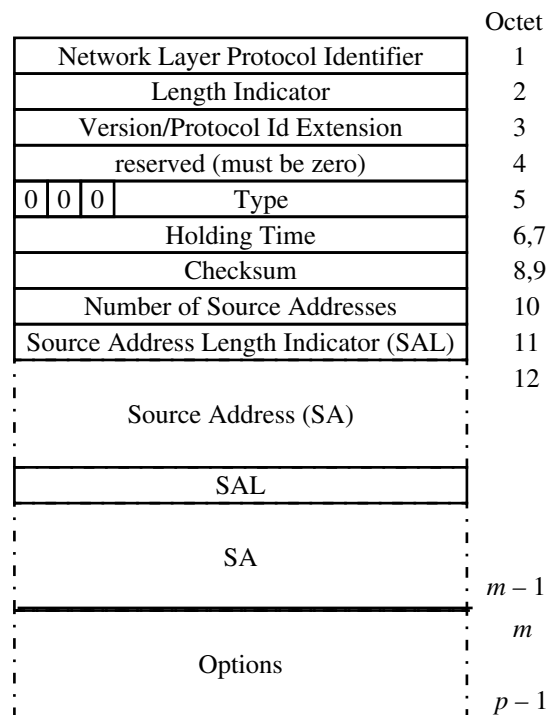 Octet
Network Layer Protocol Identifier 1
Length Indicator 2
Version/Protocol Id Extension 3
reserved (must be zero) 4
0 0 0 Type 5
Holding Time 6,7
Checksum 8,9
Number of Source Addresses 10
Source Address Length Indicator (SAL) 11
12
Source Address (SA)
SAL
SA
m – 1
m
Options
p – 1